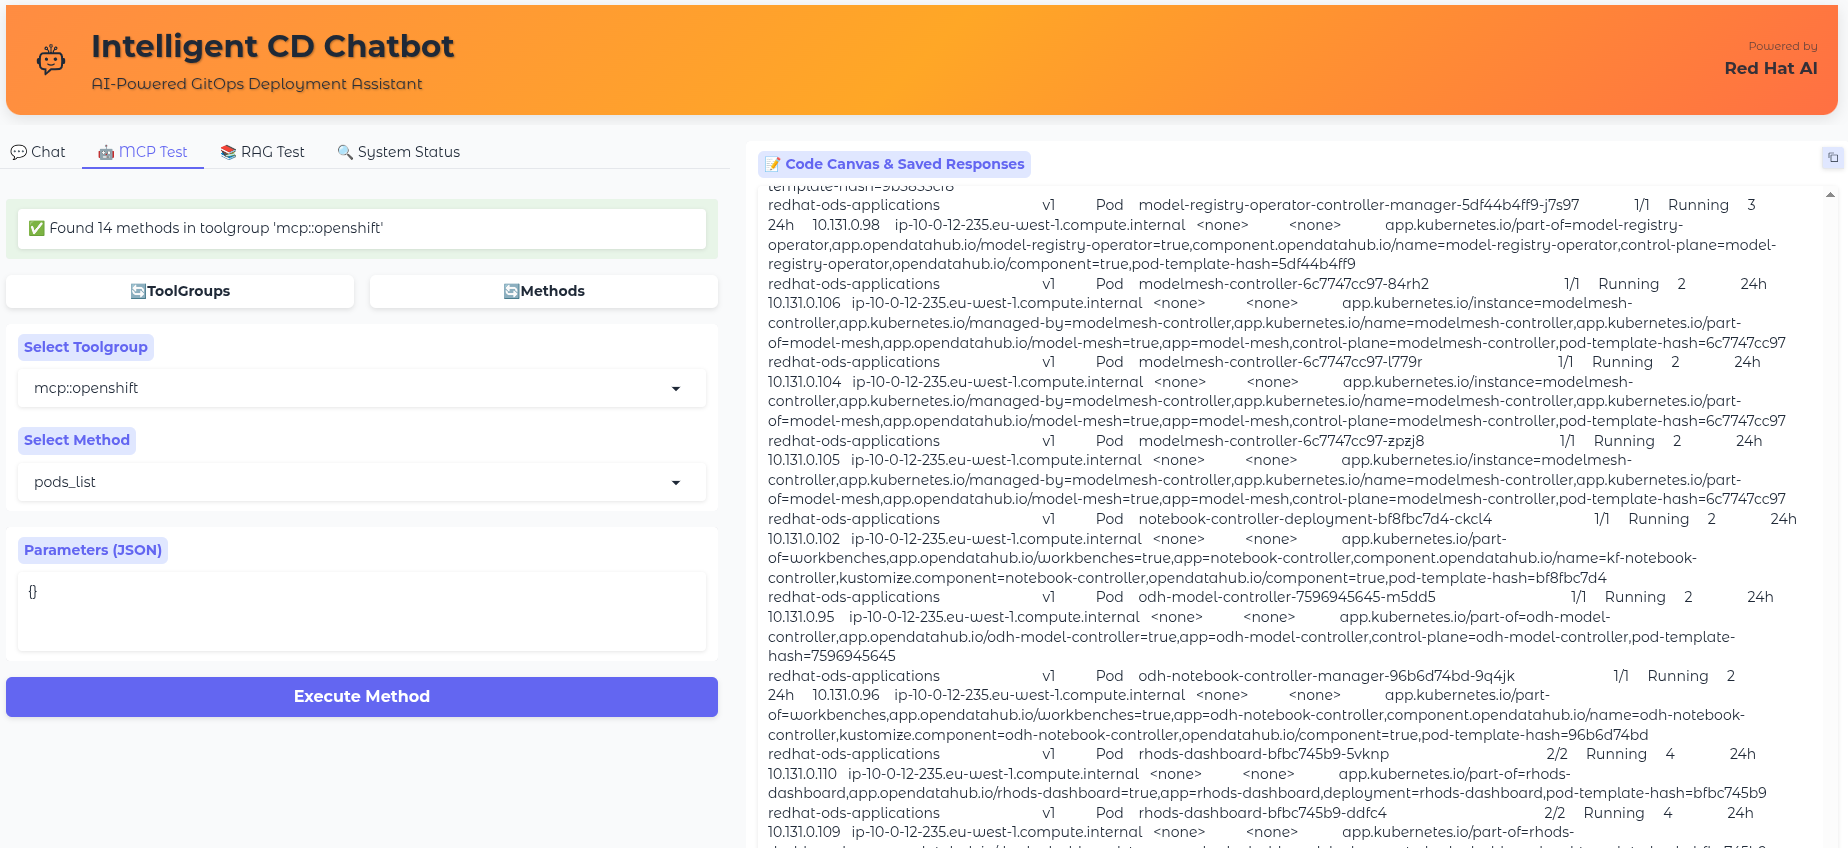 Intelligent CD Chatbot
AI-Powered GitOps Deployment Assistant
Powered by
Red Hat AI
💬 Chat
🤖 MCP Test
📚 RAG Test
🔍 System Status
✅ Found 14 methods in toolgroup 'mcp::openshift'
🔄ToolGroups
🔄Methods
Select Toolgroup
mcp::openshift
Select Method
pods_list
Parameters (JSON)
{}
Execute Method
📝 Code Canvas & Saved Responses
template-hash=9b5855cf8
redhat-ods-applications v1 Pod model-registry-operator-controller-manager-5df44b4ff9-j7s97 1/1 Running 3
24h 10.131.0.98 ip-10-0-12-235.eu-west-1.compute.internal <none> <none> app.kubernetes.io/part-of=model-registry-
operator,app.opendatahub.io/model-registry-operator=true,component.opendatahub.io/name=model-registry-operator,control-plane=model-
registry-operator,opendatahub.io/component=true,pod-template-hash=5df44b4ff9
redhat-ods-applications v1 Pod modelmesh-controller-6c7747cc97-84rh2 1/1 Running 2 24h
10.131.0.106 ip-10-0-12-235.eu-west-1.compute.internal <none> <none> app.kubernetes.io/instance=modelmesh-
controller,app.kubernetes.io/managed-by=modelmesh-controller,app.kubernetes.io/name=modelmesh-controller,app.kubernetes.io/part-
of=model-mesh,app.opendatahub.io/model-mesh=true,app=model-mesh,control-plane=modelmesh-controller,pod-template-hash=6c7747cc97
redhat-ods-applications v1 Pod modelmesh-controller-6c7747cc97-l779r 1/1 Running 2 24h
10.131.0.104 ip-10-0-12-235.eu-west-1.compute.internal <none> <none> app.kubernetes.io/instance=modelmesh-
controller,app.kubernetes.io/managed-by=modelmesh-controller,app.kubernetes.io/name=modelmesh-controller,app.kubernetes.io/part-
of=model-mesh,app.opendatahub.io/model-mesh=true,app=model-mesh,control-plane=modelmesh-controller,pod-template-hash=6c7747cc97
redhat-ods-applications v1 Pod modelmesh-controller-6c7747cc97-zpzj8 1/1 Running 2 24h
10.131.0.105 ip-10-0-12-235.eu-west-1.compute.internal <none> <none> app.kubernetes.io/instance=modelmesh-
controller,app.kubernetes.io/managed-by=modelmesh-controller,app.kubernetes.io/name=modelmesh-controller,app.kubernetes.io/part-
of=model-mesh,app.opendatahub.io/model-mesh=true,app=model-mesh,control-plane=modelmesh-controller,pod-template-hash=6c7747cc97
redhat-ods-applications v1 Pod notebook-controller-deployment-bf8fbc7d4-ckcl4 1/1 Running 2 24h
10.131.0.102 ip-10-0-12-235.eu-west-1.compute.internal <none> <none> app.kubernetes.io/part-
of=workbenches,app.opendatahub.io/workbenches=true,app=notebook-controller,component.opendatahub.io/name=kf-notebook-
controller,kustomize.component=notebook-controller,opendatahub.io/component=true,pod-template-hash=bf8fbc7d4
redhat-ods-applications v1 Pod odh-model-controller-7596945645-m5dd5 1/1 Running 2 24h
10.131.0.95 ip-10-0-12-235.eu-west-1.compute.internal <none> <none> app.kubernetes.io/part-of=odh-model-
controller,app.opendatahub.io/odh-model-controller=true,app=odh-model-controller,control-plane=odh-model-controller,pod-template-
hash=7596945645
redhat-ods-applications v1 Pod odh-notebook-controller-manager-96b6d74bd-9q4jk 1/1 Running 2
24h 10.131.0.96 ip-10-0-12-235.eu-west-1.compute.internal <none> <none> app.kubernetes.io/part-
of=workbenches,app.opendatahub.io/workbenches=true,app=odh-notebook-controller,component.opendatahub.io/name=odh-notebook-
controller,kustomize.component=odh-notebook-controller,opendatahub.io/component=true,pod-template-hash=96b6d74bd
redhat-ods-applications v1 Pod rhods-dashboard-bfbc745b9-5vknp 2/2 Running 4 24h
10.131.0.110 ip-10-0-12-235.eu-west-1.compute.internal <none> <none> app.kubernetes.io/part-of=rhods-
dashboard,app.opendatahub.io/rhods-dashboard=true,app=rhods-dashboard,deployment=rhods-dashboard,pod-template-hash=bfbc745b9
redhat-ods-applications v1 Pod rhods-dashboard-bfbc745b9-ddfc4 2/2 Running 4 24h
10.131.0.109 ip-10-0-12-235.eu-west-1.compute.internal <none> <none> app.kubernetes.io/part-of=rhods-